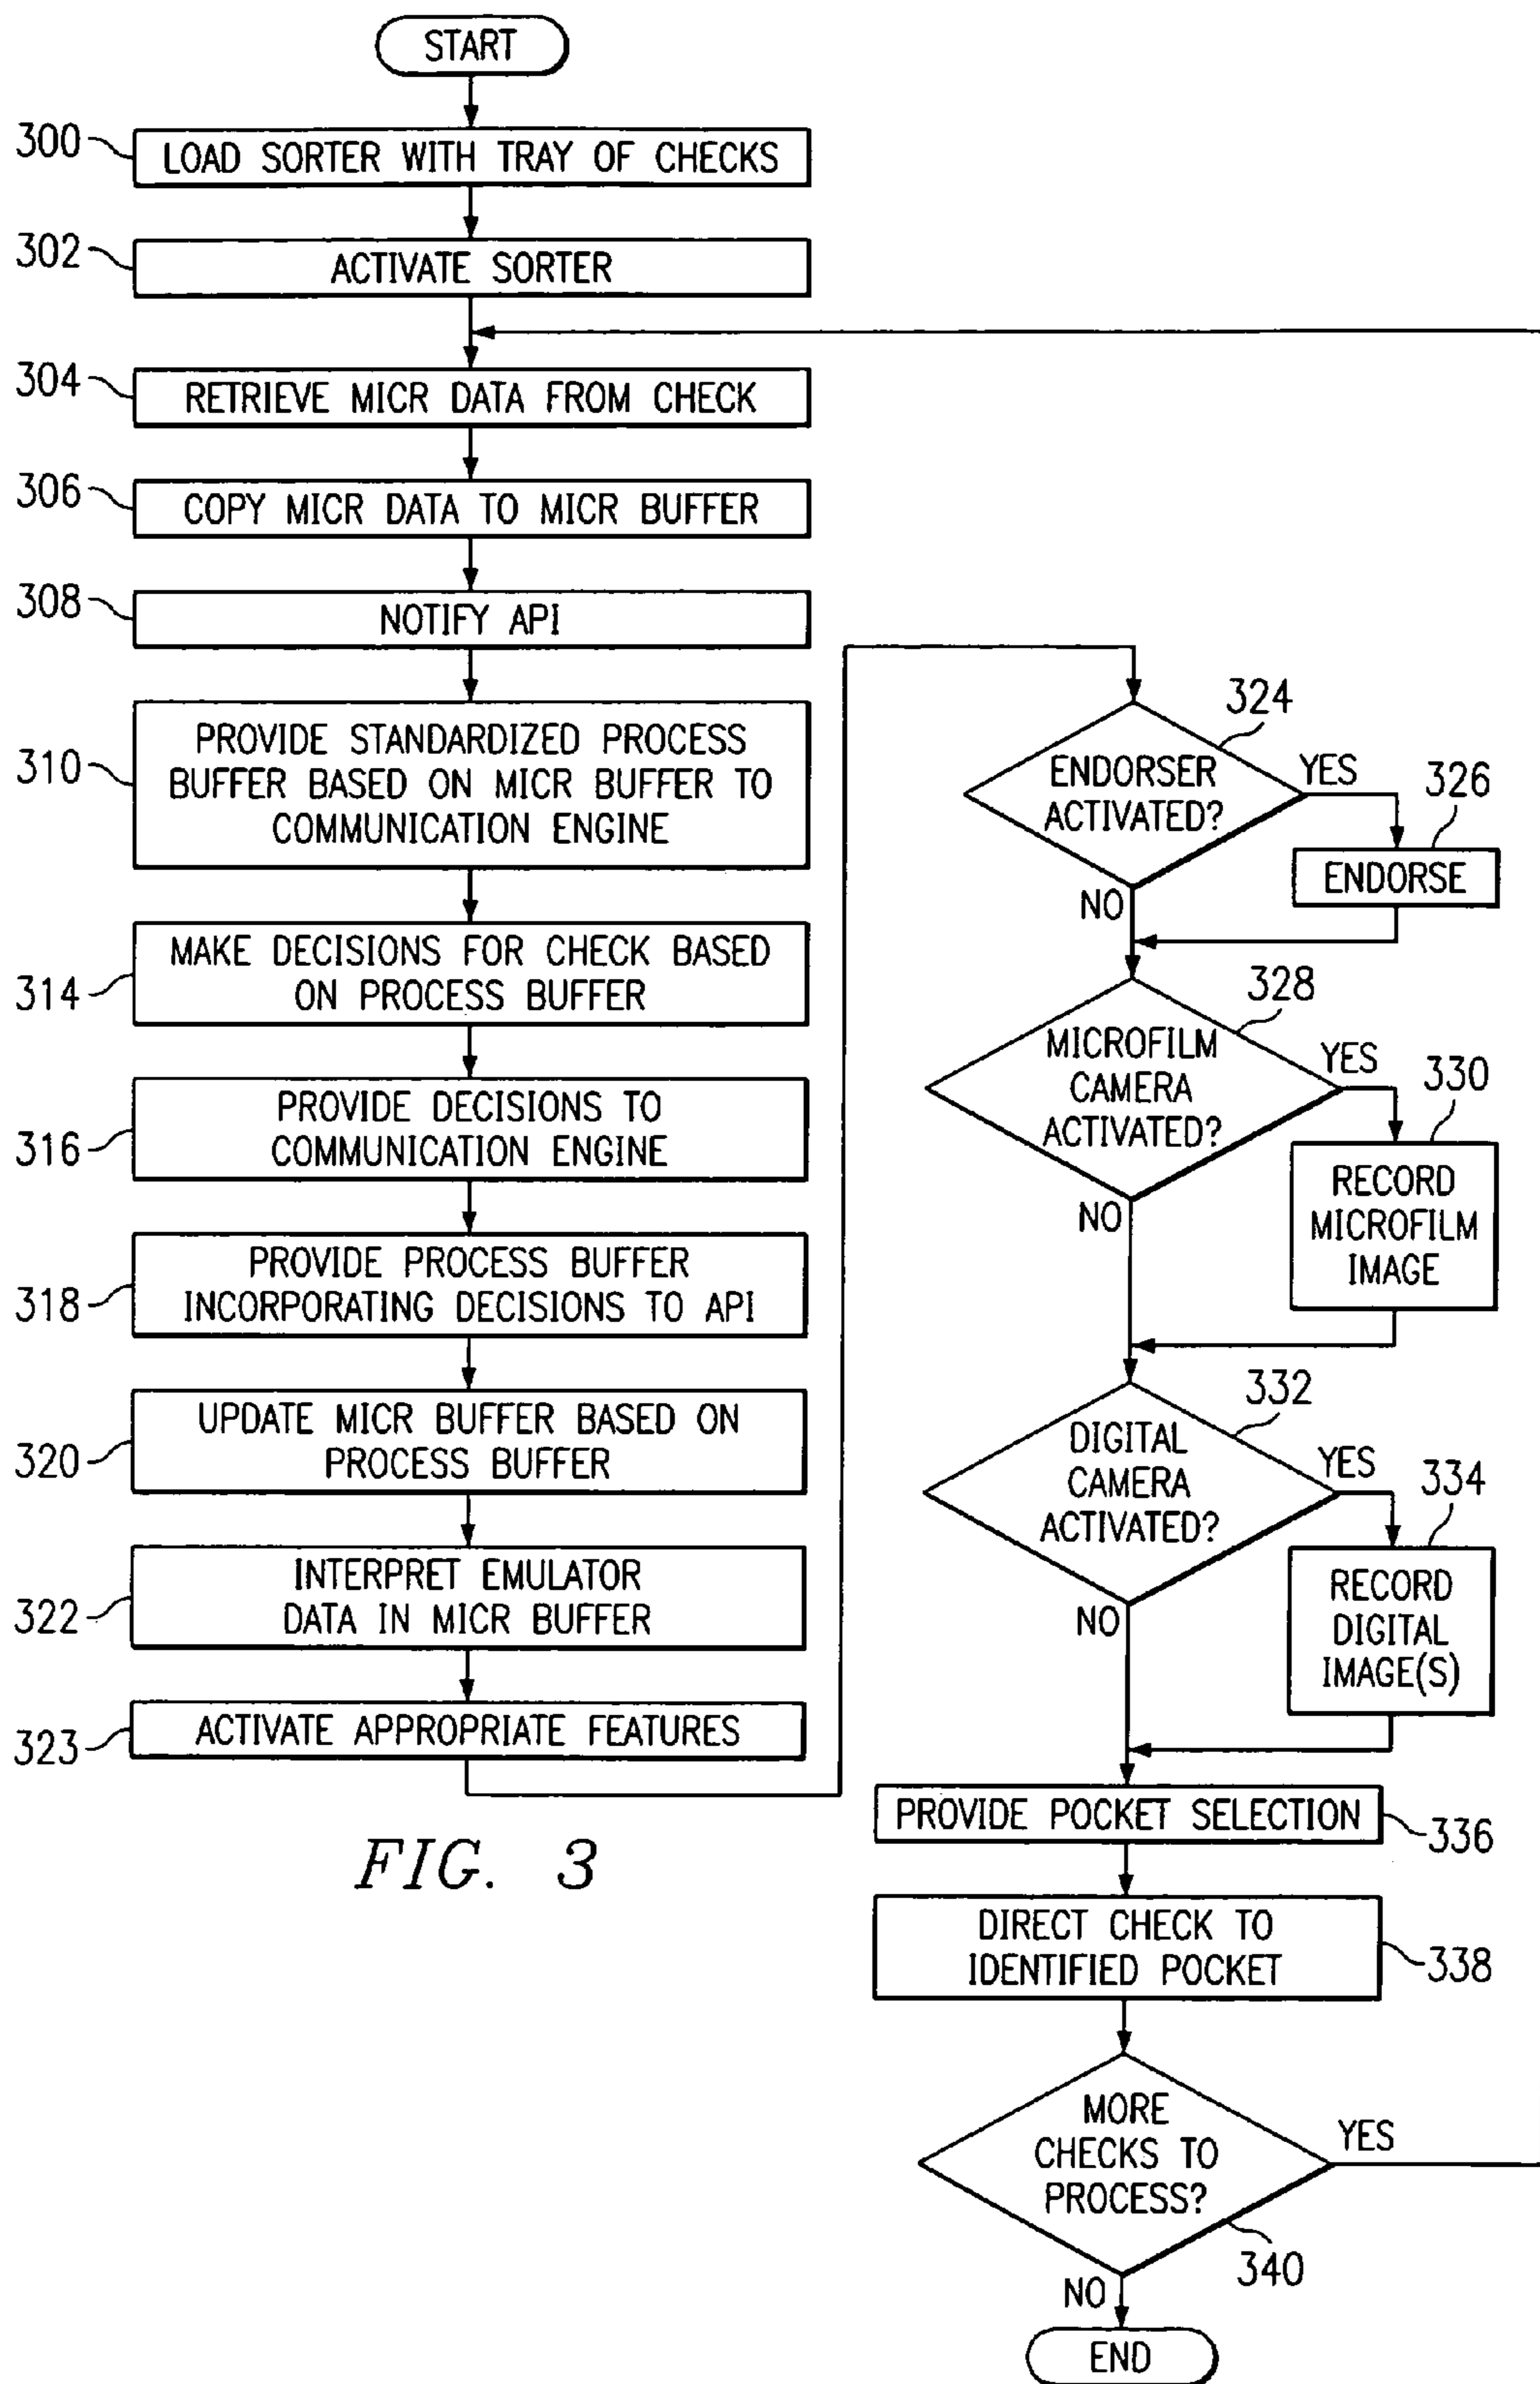 START
300
LOAD SORTER WITH TRAY OF CHECKS
302
ACTIVATE SORTER
304
RETRIEVE MICR DATA FROM CHECK
306
COPY MICR DATA TO MICR BUFFER
308
NOTIFY API
310
PROVIDE STANDARDIZED PROCESS
BUFFER BASED ON MICR BUFFER TO
COMMUNICATION ENGINE
314
MAKE DECISIONS FOR CHECK BASED
ON PROCESS BUFFER
316
PROVIDE DECISIONS TO
COMMUNICATION ENGINE
318
PROVIDE PROCESS BUFFER
INCORPORATING DECISIONS TO API
320
UPDATE MICR BUFFER BASED ON
PROCESS BUFFER
322
INTERPRET EMULATOR
DATA IN MICR BUFFER
323
ACTIVATE APPROPRIATE FEATURES
324
ENDORSER
ACTIVATED?
YES
326
ENDORSE
NO
328
MICROFILM
CAMERA
ACTIVATED?
YES
330
RECORD
MICROFILM
IMAGE
NO
332
DIGITAL
CAMERA
ACTIVATED?
YES
334
RECORD
DIGITAL
IMAGE(S)
NO
PROVIDE POCKET SELECTION
336
DIRECT CHECK TO
IDENTIFIED POCKET
338
MORE
CHECKS TO
PROCESS?
YES
340
NO
END
FIG. 3